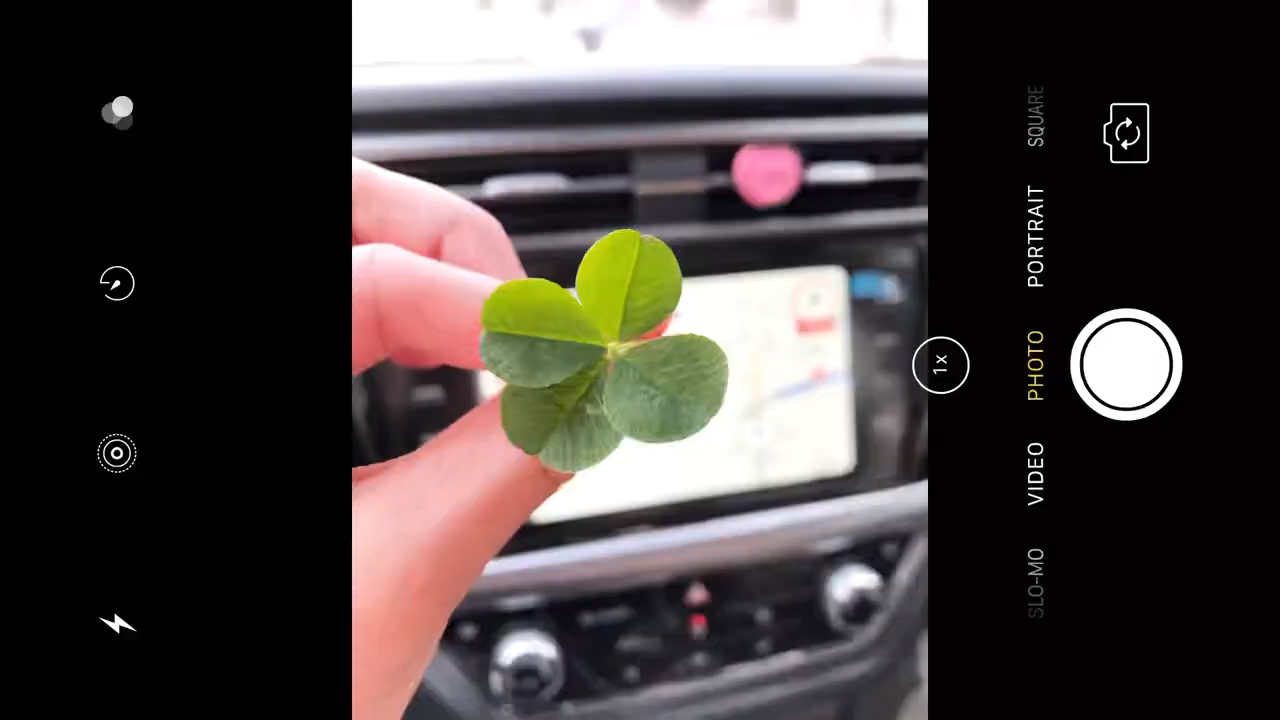 SQUARE
PORTRAIT
PHOTO
VIDEO
SLO-MO
1x